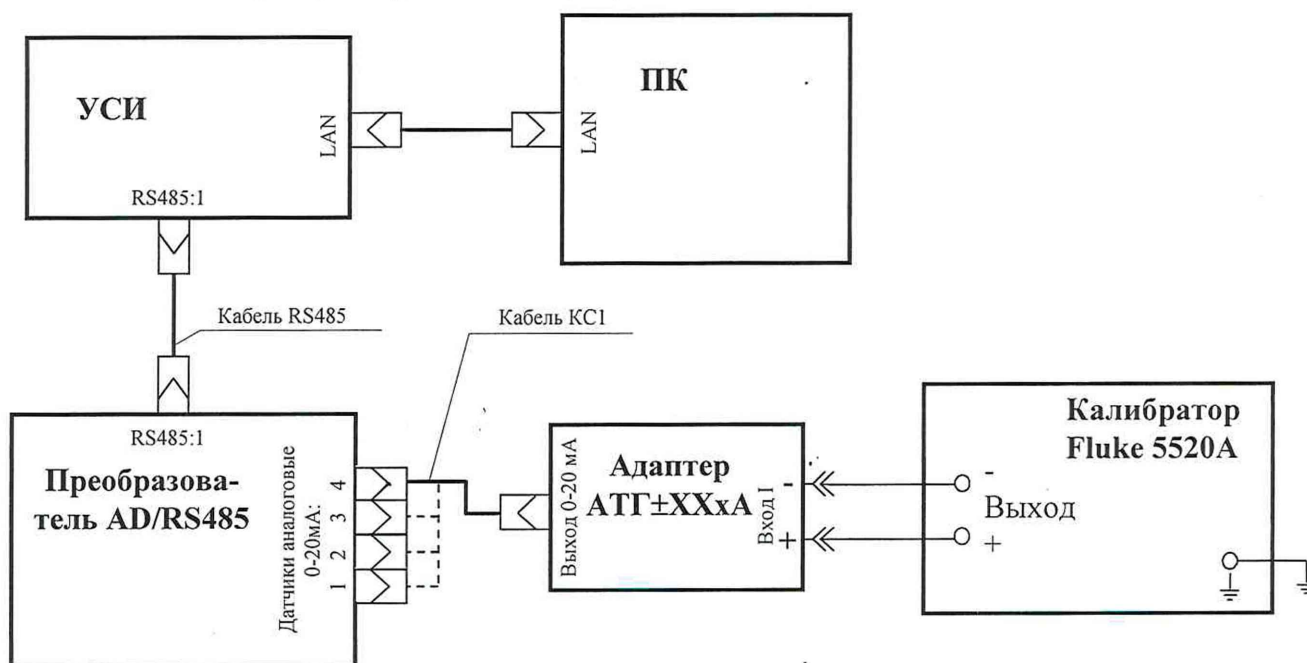 УСИ
LAN
RS485:1
ПК
LAN
Кабель RS485
Кабель КС1
RS485:1
Преобразова-
тель AD/RS485
Датчики аналоговые
0-20мА:
4
3
2
1
Выход 0-20 мА
Адаптер
АТГ±ХХхА
Вход I
-
+
Калибратор
Fluke 5520A
-
Выход
+